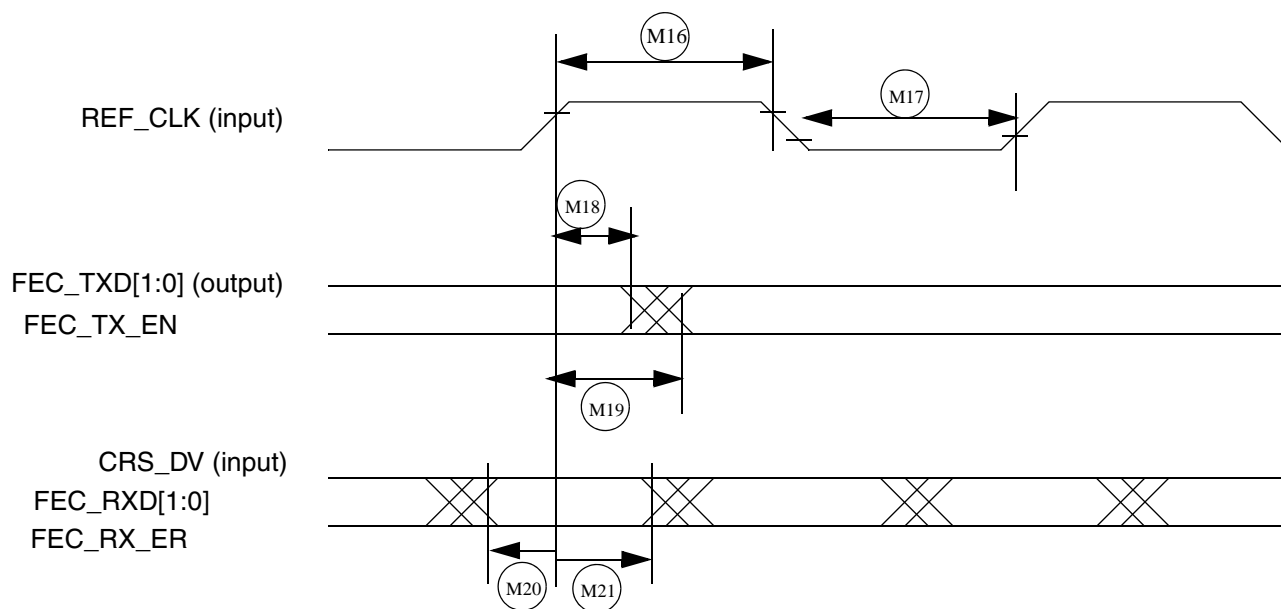 M16
REF_CLK (input)
M17
M18
FEC_TXD[1:0] (output)
FEC_TX_EN
M19
CRS_DV (input)
FEC_RXD[1:0]
FEC_RX_ER
M20
M21